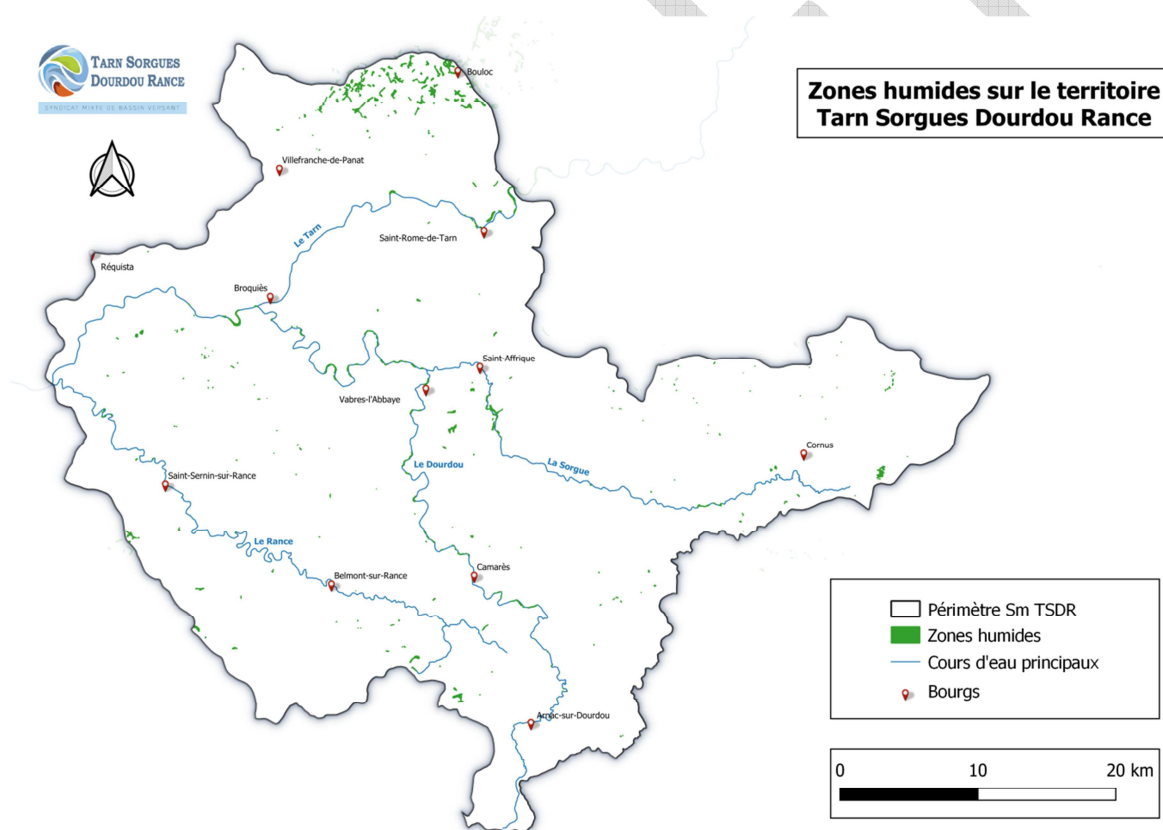 TARN SORGUES
DOURDOU RANCE
SYNDICAT MIXTE DE BASSIN VERSANT
Zones humides sur le territoire
Tarn Sorgues Dourdou Rance
Bouloc
Villefranche-de-Panat
Le Tarn
Saint-Rome-de-Tarn
Réquista
Broquiès
Saint-Affrique
Vabres-l'Abbaye
Cornus
Le Dourdou
La Sorgue
Saint-Sernin-sur-Rance
Le Rance
Belmont-sur-Rance
Camarès
Arnac-sur-Dourdou
Périmètre Sm TSDR
Zones humides
Cours d'eau principaux
Bourgs
0 10 20 km